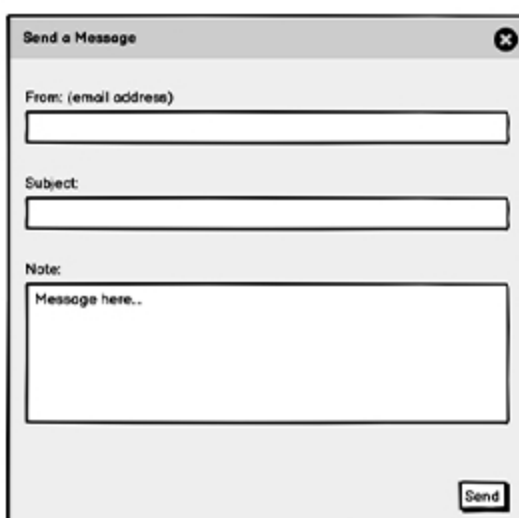 Send a Message
From: (email address)
Subject:
Note:
Message here...
Send